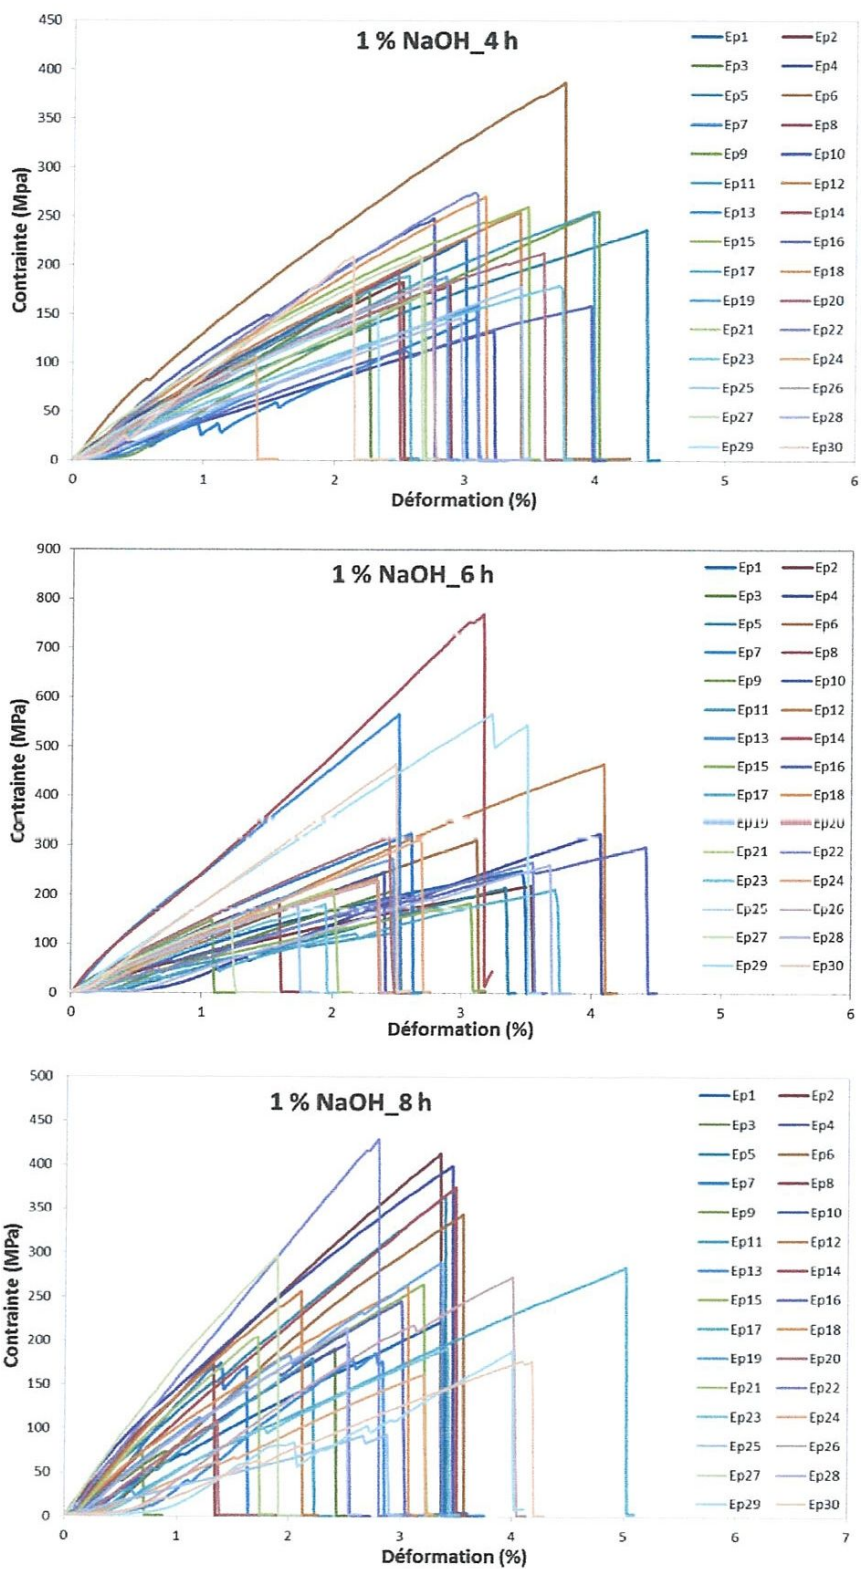 1 % NaOH_4 h
450
400
350
300
250
200
150
100
50
0
Contrainte (Mpa)
0 1 2 3 4 5 6
Déformation (%)
Ep1 Ep2
Ep3 Ep4
Ep5 Ep6
Ep7 Ep8
Ep9 Ep10
Ep11 Ep12
Ep13 Ep14
Ep15 Ep16
Ep17 Ep18
Ep19 Ep20
Ep21 Ep22
Ep23 Ep24
Ep25 Ep26
Ep27 Ep28
Ep29 Ep30
1 % NaOH_6 h
900
800
700
600
500
400
300
200
100
0
Contrainte (MPa)
0 1 2 3 4 5 6
Déformation (%)
Ep1 Ep2
Ep3 Ep4
Ep5 Ep6
Ep7 Ep8
Ep9 Ep10
Ep11 Ep12
Ep13 Ep14
Ep15 Ep16
Ep17 Ep18
Ep19 Ep20
Ep21 Ep22
Ep23 Ep24
Ep25 Ep26
Ep27 Ep28
Ep29 Ep30
1 % NaOH_8 h
500
450
400
350
300
250
200
150
100
50
0
Contrainte (MPa)
0 1 2 3 4 5 6 7
Déformation (%)
Ep1 Ep2
Ep3 Ep4
Ep5 Ep6
Ep7 Ep8
Ep9 Ep10
Ep11 Ep12
Ep13 Ep14
Ep15 Ep16
Ep17 Ep18
Ep19 Ep20
Ep21 Ep22
Ep23 Ep24
Ep25 Ep26
Ep27 Ep28
Ep29 Ep30